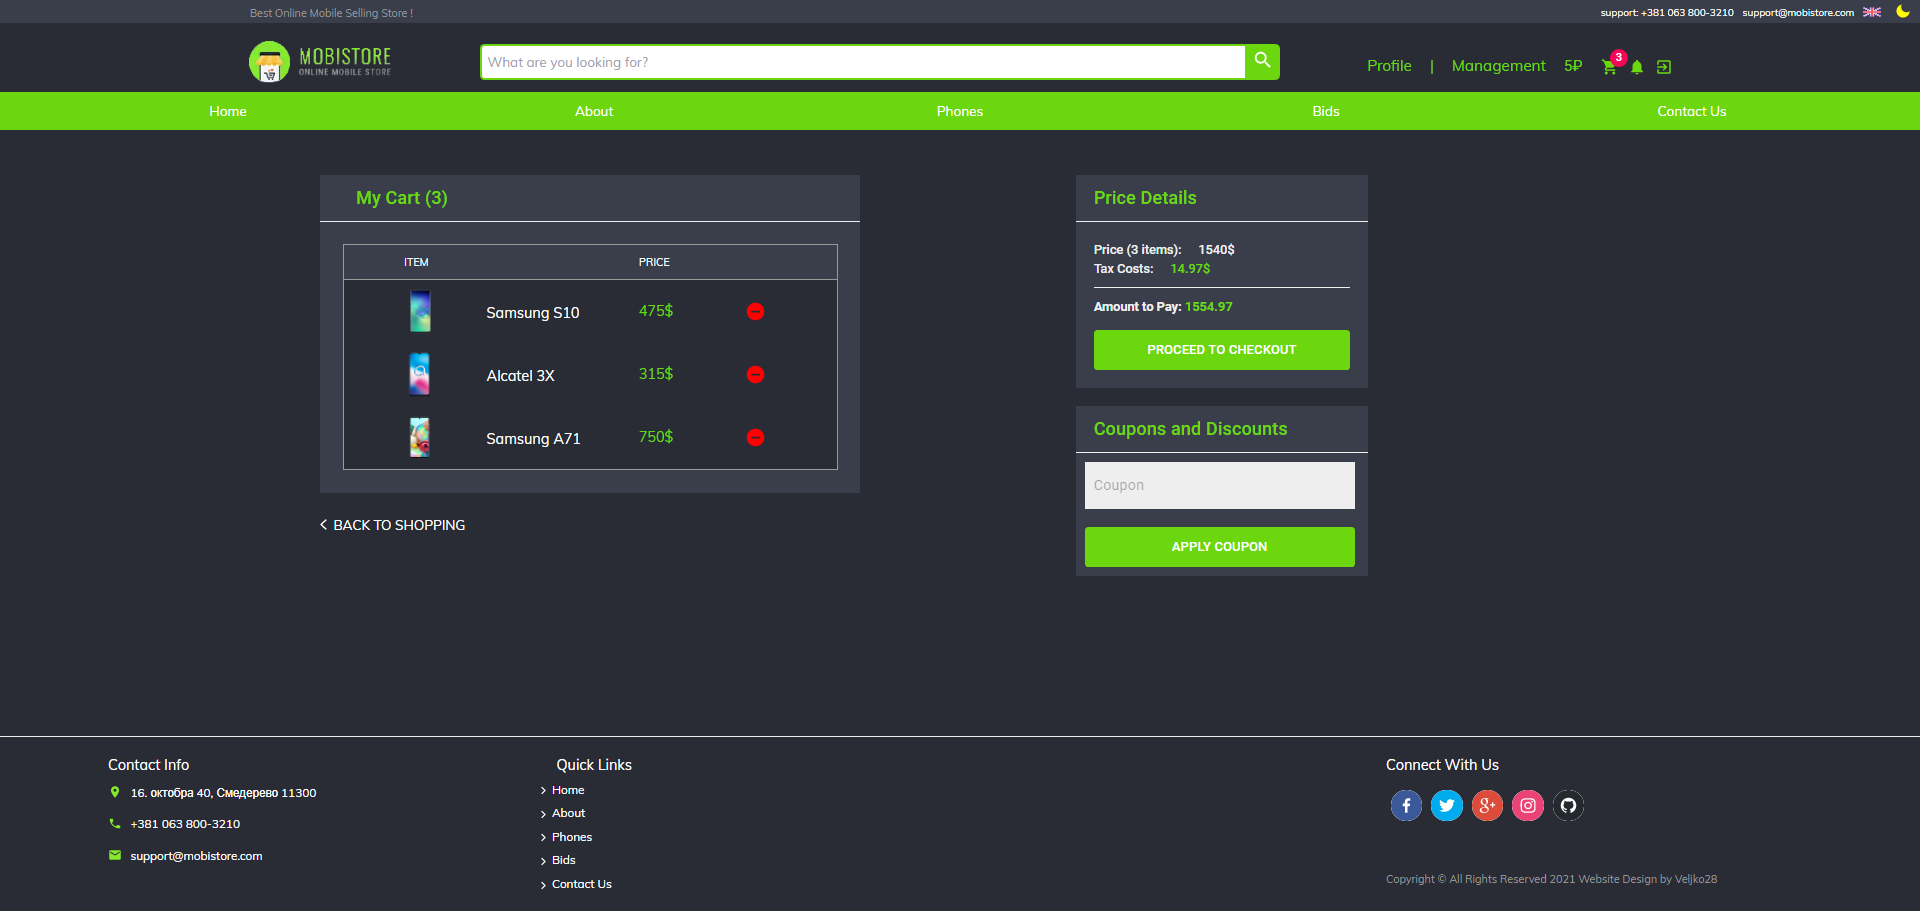 Best Online Mobile Selling Store !
support: +381 063 800-3210 support@mobistore.com
MOBISTORE
ONLINE MOBILE STORE
What are you looking for?
Profile | Management 5₽ 3
Home About Phones Bids Contact Us
My Cart (3)
ITEM PRICE
Samsung S10 475$
Alcatel 3X 315$
Samsung A71 750$
BACK TO SHOPPING
Price Details
Price (3 items): 1540$
Tax Costs: 14.97$
Amount to Pay: 1554.97
PROCEED TO CHECKOUT
Coupons and Discounts
Coupon
APPLY COUPON
Contact Info
16. октобра 40, Смедерево 11300
+381 063 800-3210
support@mobistore.com
Quick Links
Home
About
Phones
Bids
Contact Us
Connect With Us
Copyright © All Rights Reserved 2021 Website Design by Veljko28